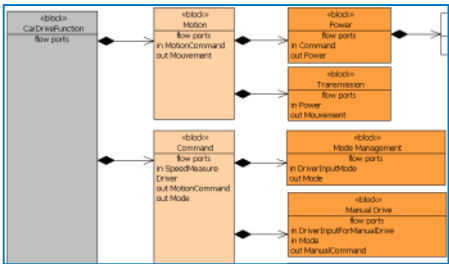 «block»
CarDriveFunction
flow ports
«block»
Motion
flow ports
in MotionCommand
out Mouvement
«block»
Power
flow ports
in Command
out Power
«block»
Transmission
flow ports
in Power
out Mouvement
«block»
Command
flow ports
in SpeedMeasure
Driver
out MotionCommand
out Mode
«block»
Mode Management
flow ports
in DriverInputMode
out Mode
«block»
Manual Drive
flow ports
in DriverInputForManualDrive
in Mode
out ManualCommand